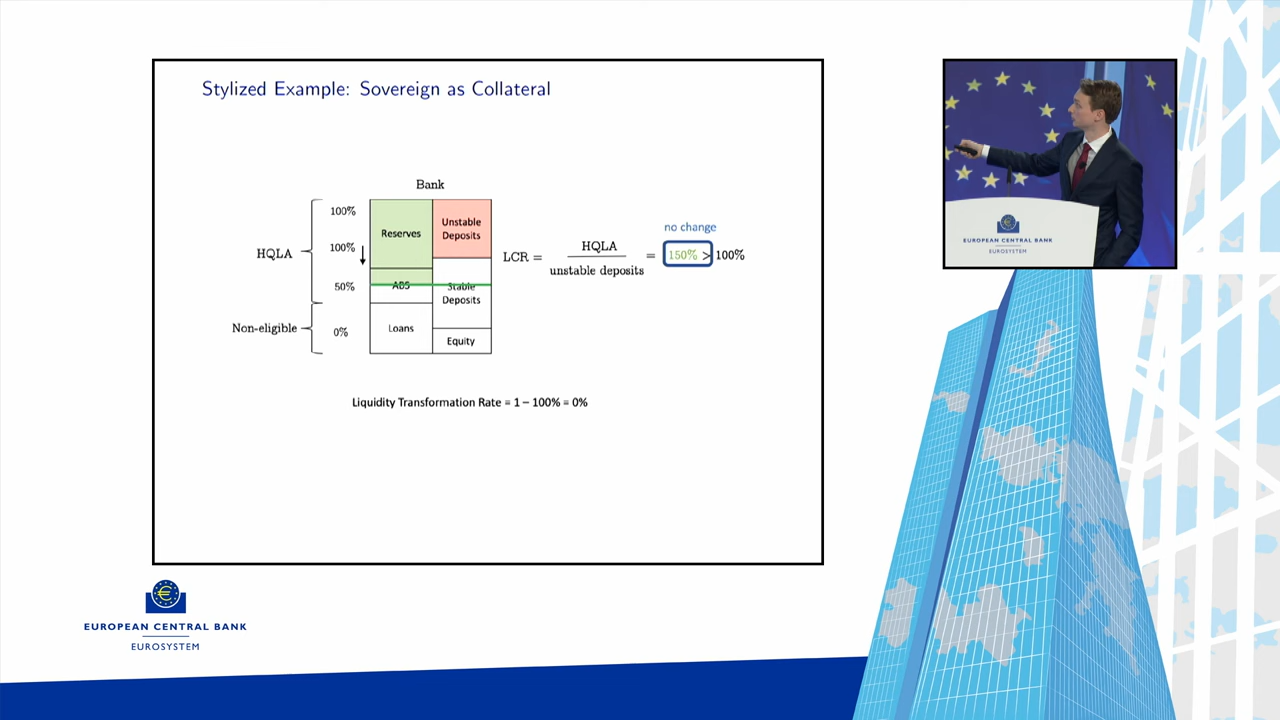 Stylized Example: Sovereign as Collateral
Bank
100%
100%
50%
0%
HQLA
Non-eligible
Reserves
ABS
Loans
Unstable
Deposits
Stable
Deposits
Equity
LCR =
HQLA
unstable deposits
=
no change
150% > 100%
Liquidity Transformation Rate = 1 – 100% = 0%
EUROPEAN CENTRAL BANK
EUROSYSTEM
EUROPEAN CENTRAL BANK
EUROSYSTEM